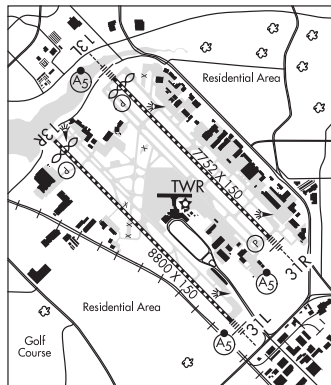 13L
A5
Residential Area
P
13R
P
7752 X 150
TWR
P
31R
A5
8800 X 150
31L
Residential Area
A5
Golf
Course